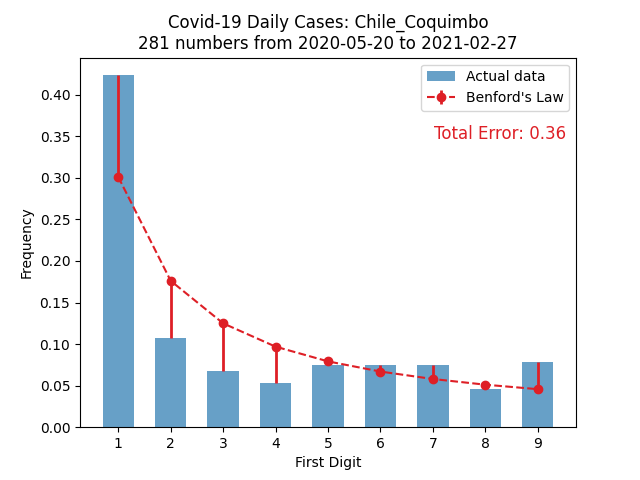 Covid-19 Daily Cases: Chile_Coquimbo
281 numbers from 2020-05-20 to 2021-02-27
Actual data
Benford's Law
Total Error: 0.36
Frequency
0.40
0.35
0.30
0.25
0.20
0.15
0.10
0.05
0.00
1 2 3 4 5 6 7 8 9
First Digit